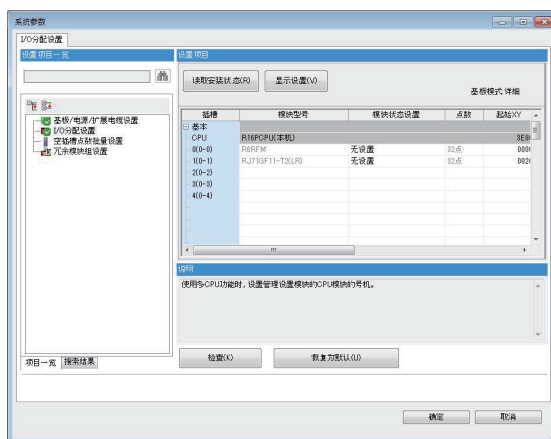 系统参数
I/O分配设置
设置项目一览
设置项目
读取安装状态(R)
显示设置(V)
基板模式:详细
基板/电源/扩展电缆设置
I/O分配设置
空插槽点数批量设置
冗余模块组设置
插槽 模块型号 模块状态设置 点数 起始XY
基本
CPU R16PCPU(本机) 3E0
0(0-0) R6RFM 无设置 32点 000
1(0-1) RJ71GF11-T2(LR) 无设置 32点 002
2(0-2)
3(0-3)
4(0-4)
说明
使用多CPU功能时,设置管理设置模块的CPU模块的号机。
项目一览 搜索结果
检查(K)
恢复为默认(U)
确定
取消